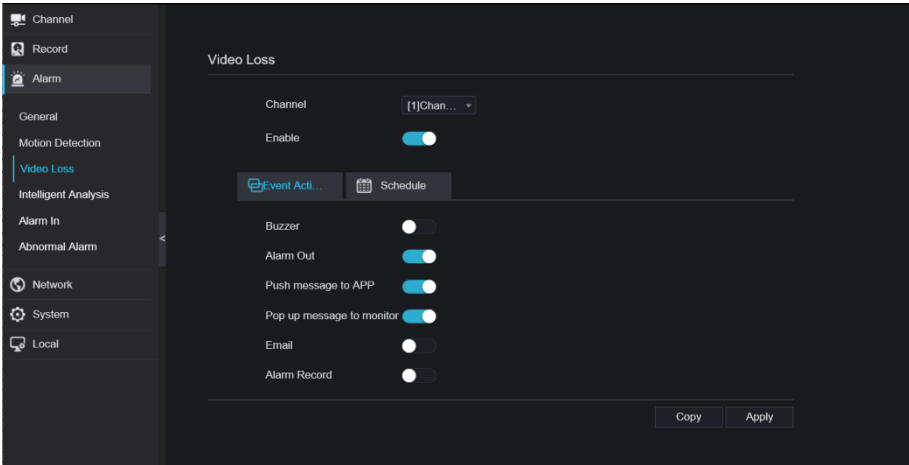 Channel
Record
Alarm
General
Motion Detection
Video Loss
Intelligent Analysis
Alarm In
Abnormal Alarm
Network
System
Local
<
Video Loss
Channel [1]Chan...
Enable
Event Acti... Schedule
Buzzer
Alarm Out
Push message to APP
Pop up message to monitor
Email
Alarm Record
Copy Apply